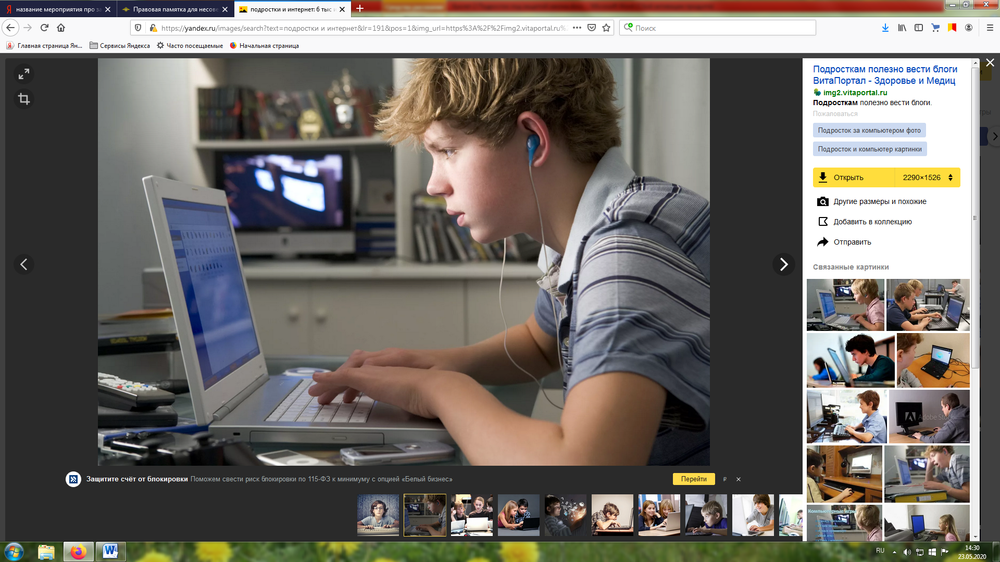 название мероприятия про за
Правовая памятка для несове
подростки и интернет: 6 тыс и
https://yandex.ru/images/search?text=подростки и интернет&lr=191&pos=1&img_url=https%3A%2F%2Fimg2.vitaportal.ru%2
Поиск
Главная страница Ян...
Сервисы Яндекса
Часто посещаемые
Начальная страница
Подросткам полезно вести блоги
ВитаПортал - Здоровье и Медиц
img2.vitaportal.ru
Подросткам полезно вести блоги.
Пожаловаться
Подросток за компьютером фото
Подросток и компьютер картинки
Открыть
2290×1526
Другие размеры и похожие
Добавить в коллекцию
Отправить
Связанные картинки
Adobe Stock
Компьютерные игры
Защитите счёт от блокировки Поможем свести риск блокировки по 115-ФЗ к минимуму с опцией «Белый бизнес»
Перейти
₽
RU
14:30
23.05.2020